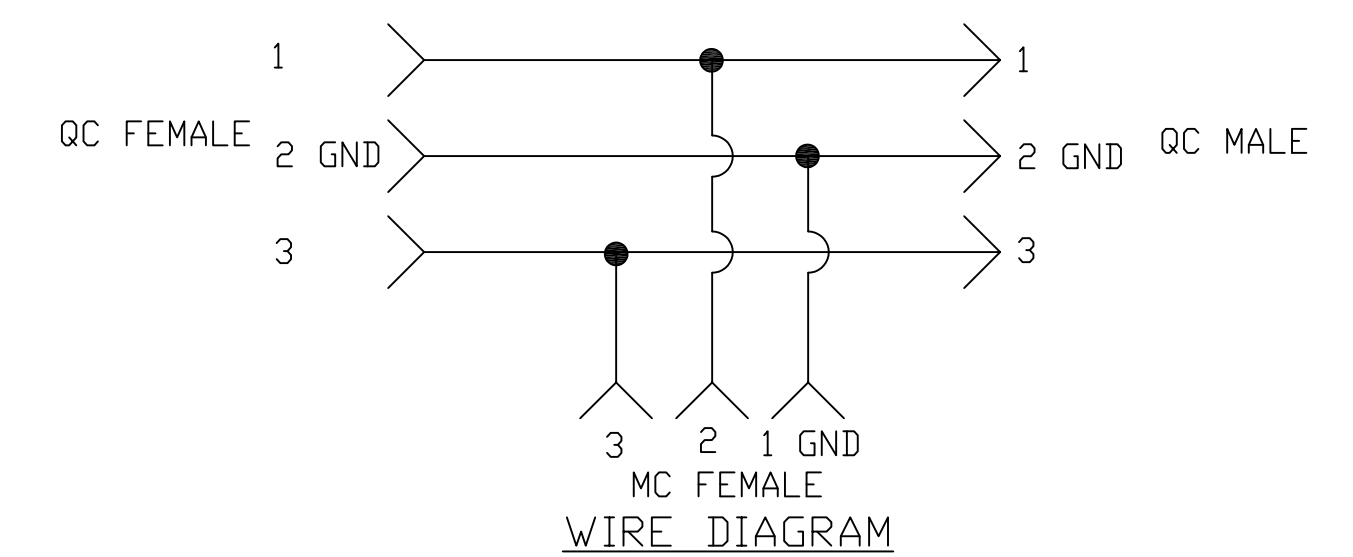 1
1
QC FEMALE
2 GND
2 GND
QC MALE
3
3
3 2 1 GND
MC FEMALE
WIRE DIAGRAM